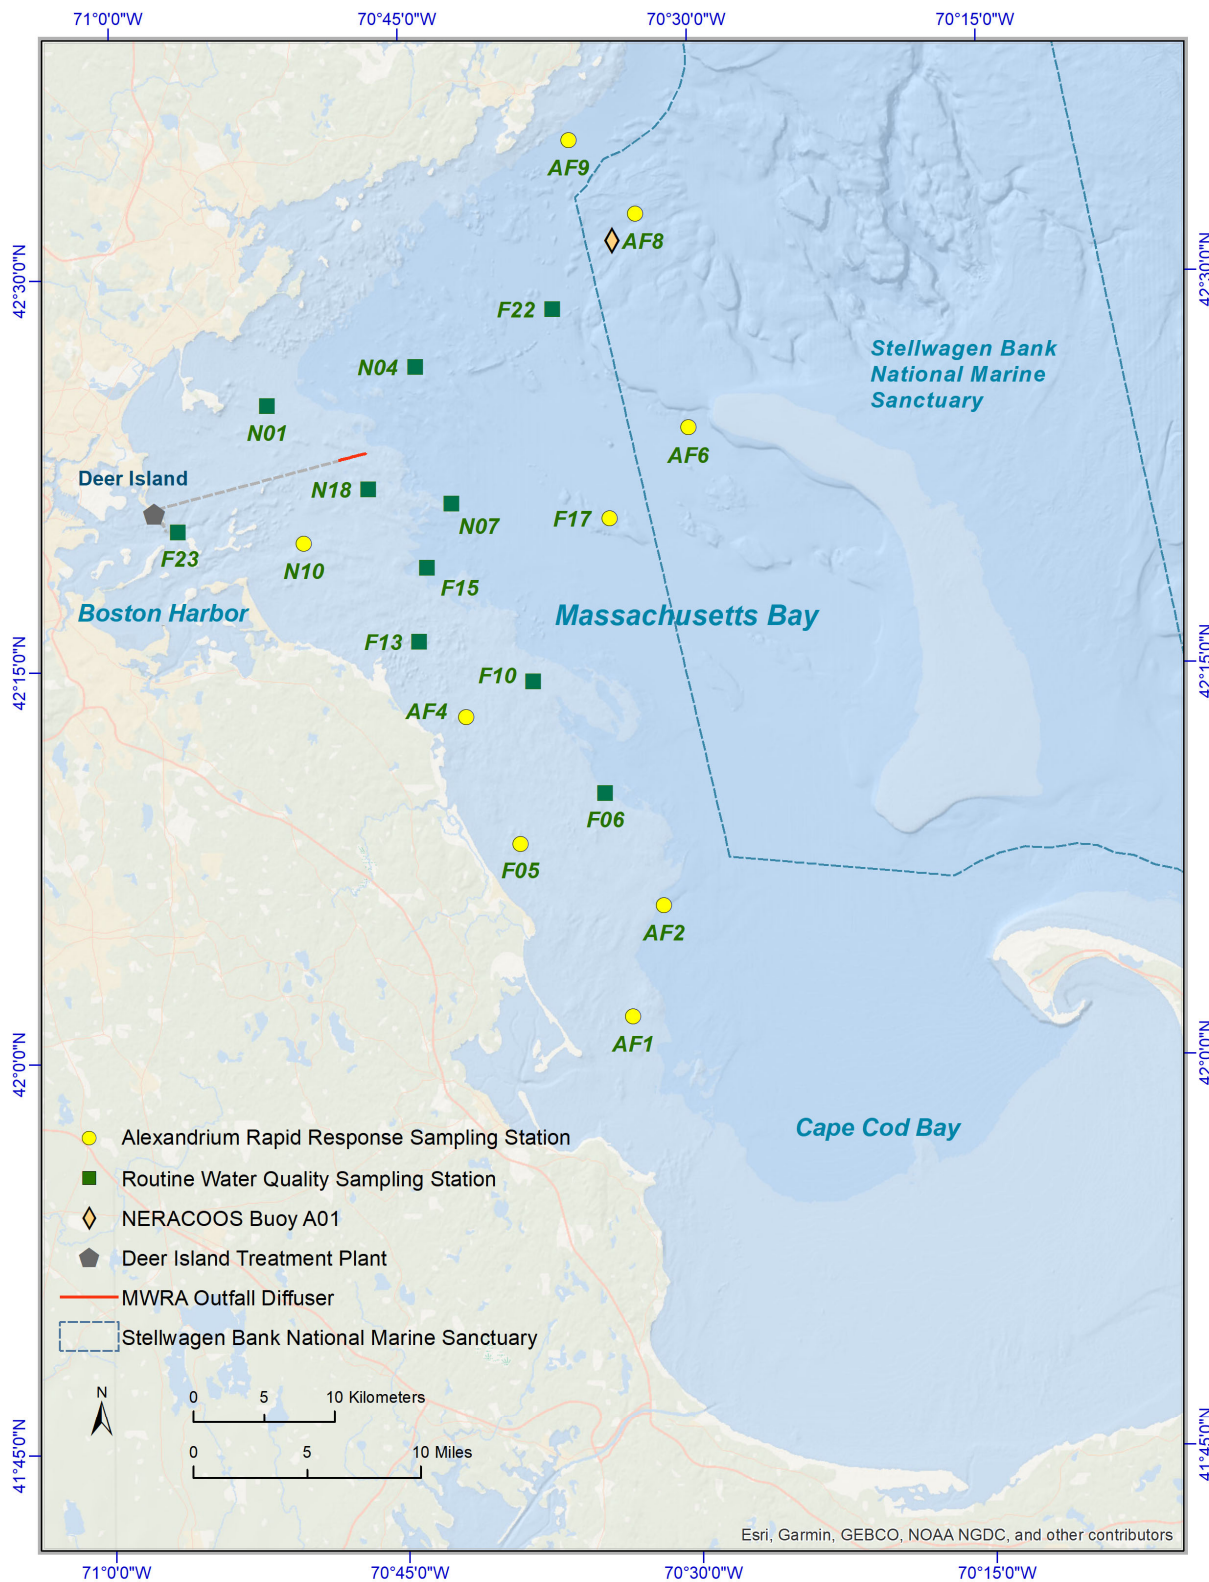 71°0'0"W
70°45'0"W
70°30'0"W
70°15'0"W
AF9
AF8
42°30'0"N
42°30'0"N
F22
Stellwagen Bank
National Marine
Sanctuary
N04
N01
AF6
Deer Island
N18
N07
F17
F23
N10
F15
Boston Harbor
Massachusetts Bay
F13
F10
42°15'0"N
42°15'0"N
AF4
F06
F05
AF2
AF1
42°0'0"N
42°0'0"N
Cape Cod Bay
Alexandrium Rapid Response Sampling Station
Routine Water Quality Sampling Station
NERACOOS Buoy A01
Deer Island Treatment Plant
MWRA Outfall Diffuser
Stellwagen Bank National Marine Sanctuary
N
0 5 10 Kilometers
0 5 10 Miles
41°45'0"N
41°45'0"N
Esri, Garmin, GEBCO, NOAA NGDC, and other contributors
71°0'0"W
70°45'0"W
70°30'0"W
70°15'0"W